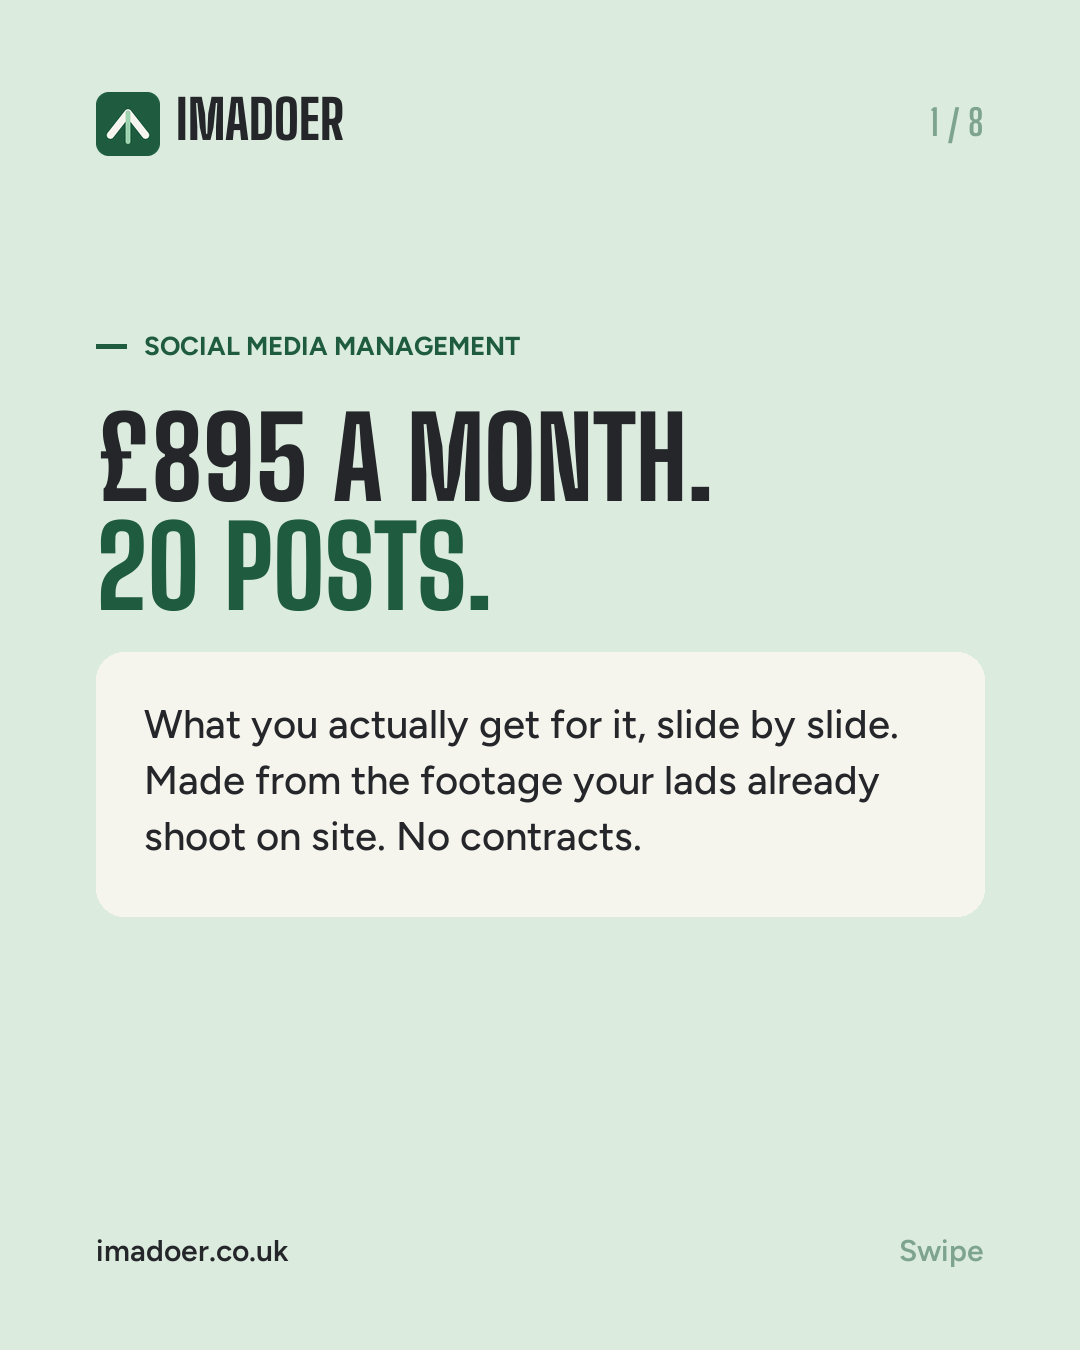 IMADOER
1 / 8
SOCIAL MEDIA MANAGEMENT
£895 A MONTH.
20 POSTS.
What you actually get for it, slide by slide.
Made from the footage your lads already
shoot on site. No contracts.
imadoer.co.uk
Swipe